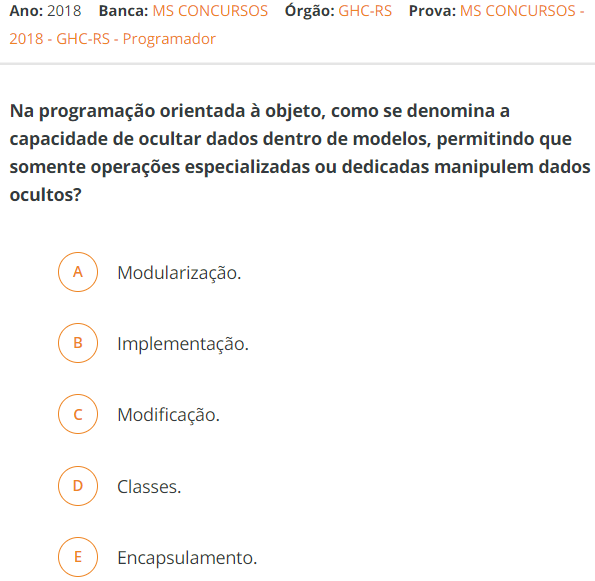 Ano: 2018 Banca: MS CONCURSOS Órgão: GHC-RS Prova: MS CONCURSOS -
2018 - GHC-RS - Programador
Na programação orientada à objeto, como se denomina a
capacidade de ocultar dados dentro de modelos, permitindo que
somente operações especializadas ou dedicadas manipulem dados
ocultos?
A Modularização.
B Implementação.
C Modificação.
D Classes.
E Encapsulamento.